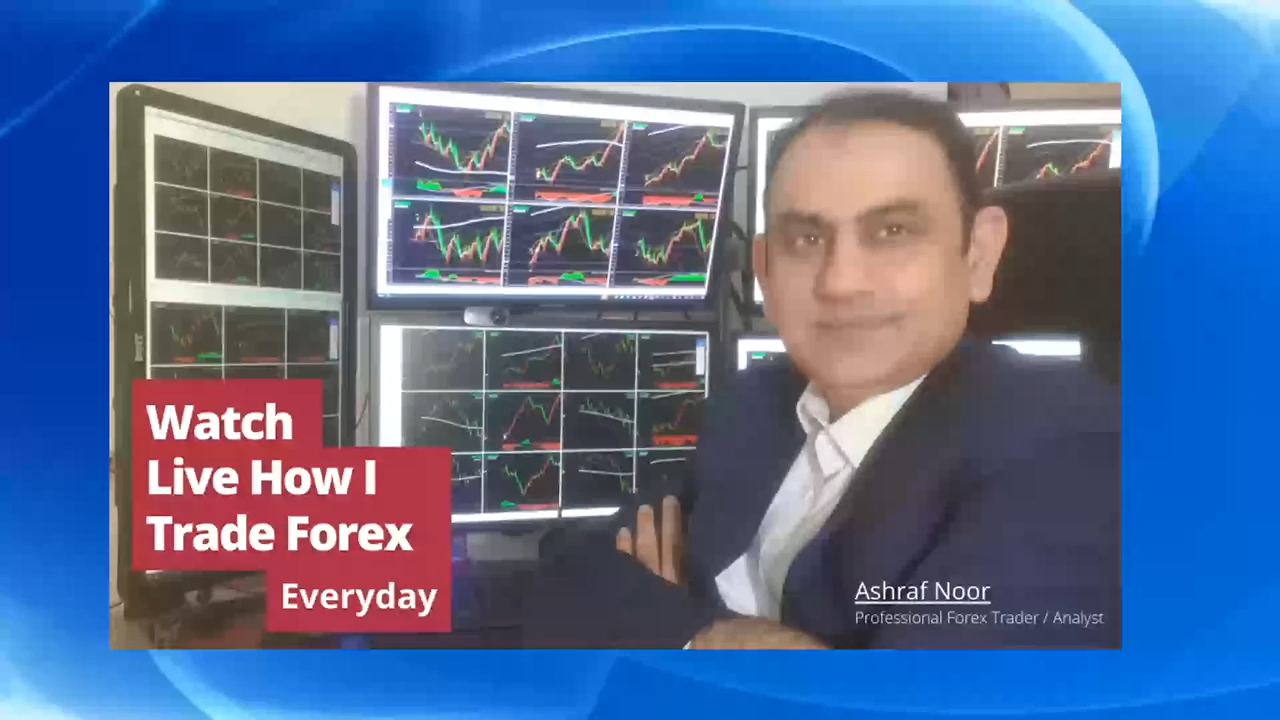 Watch
Live How I
Trade Forex
Everyday
Ashraf Noor
Professional Forex Trader / Analyst